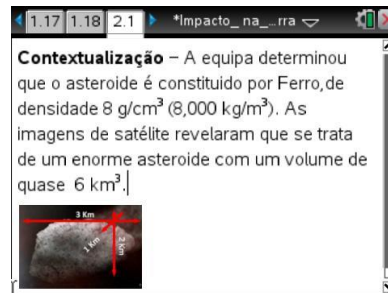 1.17 1.18 2.1 *Impacto_ na_...rra
Contextualização – A equipa determinou
que o asteroide é constituido por Ferro,de
densidade 8 g/cm³ (8,000 kg/m³). As
imagens de satélite revelaram que se trata
de um enorme asteroide com um volume de
quase 6 km³.
3 Km
1 Km
2 Km